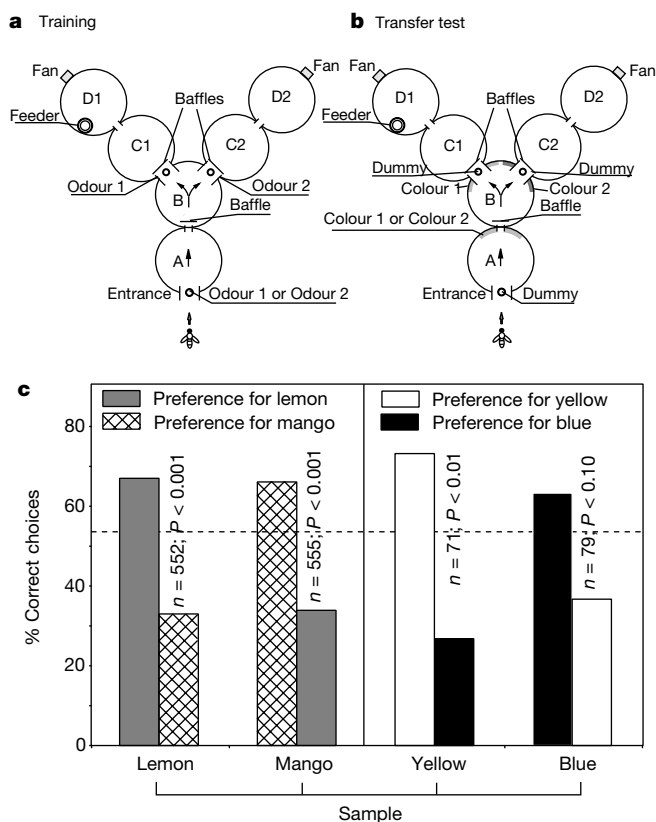 a Training
b Transfer test
Fan
D1
D2
Fan
Feeder
Baffles
C1
C2
Odour 1
Odour 2
B
Baffle
A
Entrance
Odour 1 or Odour 2
Fan
D1
D2
Fan
Feeder
Baffles
C1
C2
Dummy
Dummy
Colour 1
Colour 2
B
Baffle
Colour 1 or Colour 2
A
Entrance
Dummy
c
Preference for lemon
Preference for mango
Preference for yellow
Preference for blue
n = 552; P < 0.001
n = 555; P < 0.001
n = 71; P < 0.01
n = 79; P < 0.10
% Correct choices
80
60
40
20
0
Lemon Mango Yellow Blue
Sample